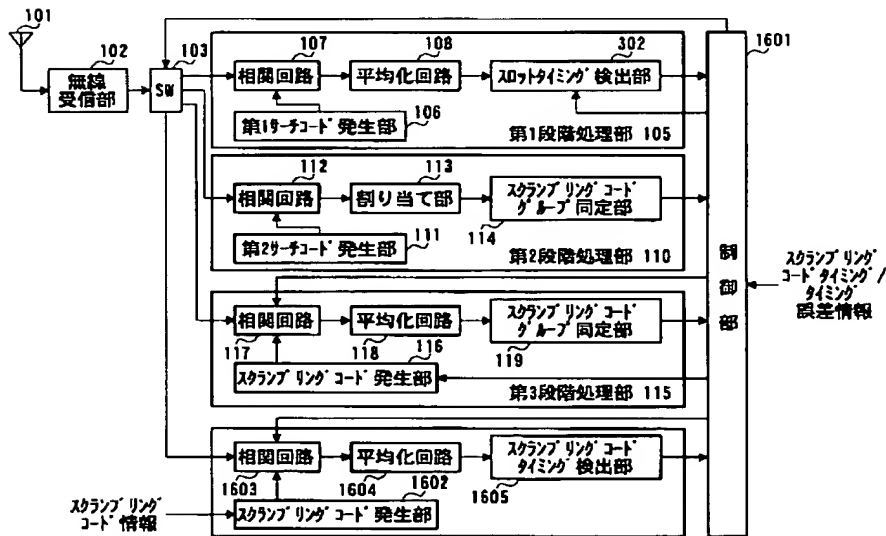 101
102
103
無線
受信部
SW
107
108
302
1601
相関回路
平均化回路
スロットタイミング検出部
106
第1サーチコード発生部
第1段階処理部 105
112
113
相関回路
割り当て部
スクランブリングコード
グループ同定部
114
111
第2サーチコード発生部
第2段階処理部 110
制御部
スクランブリング
コードタイミング/
タイミング
誤差情報
相関回路
平均化回路
スクランブリングコード
グループ同定部
117
118
116
119
スクランブリングコード発生部
第3段階処理部 115
相関回路
平均化回路
スクランブリングコード
タイミング検出部
1603
1604
1602
1605
スクランブリング
コード情報
スクランブリングコード発生部